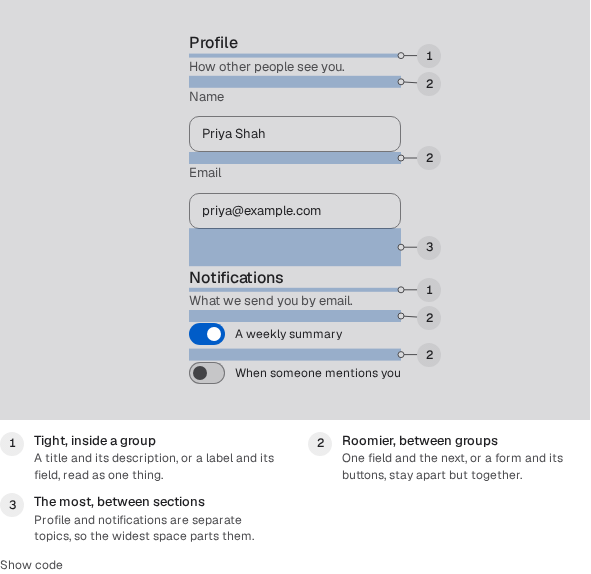 Profile
1
How other people see you.
2
Name
Priya Shah
2
Email
priya@example.com
3
Notifications
1
What we send you by email.
2
A weekly summary
2
When someone mentions you
1 Tight, inside a group
A title and its description, or a label and its
field, read as one thing.
2 Roomier, between groups
One field and the next, or a form and its
buttons, stay apart but together.
3 The most, between sections
Profile and notifications are separate
topics, so the widest space parts them.
Show code